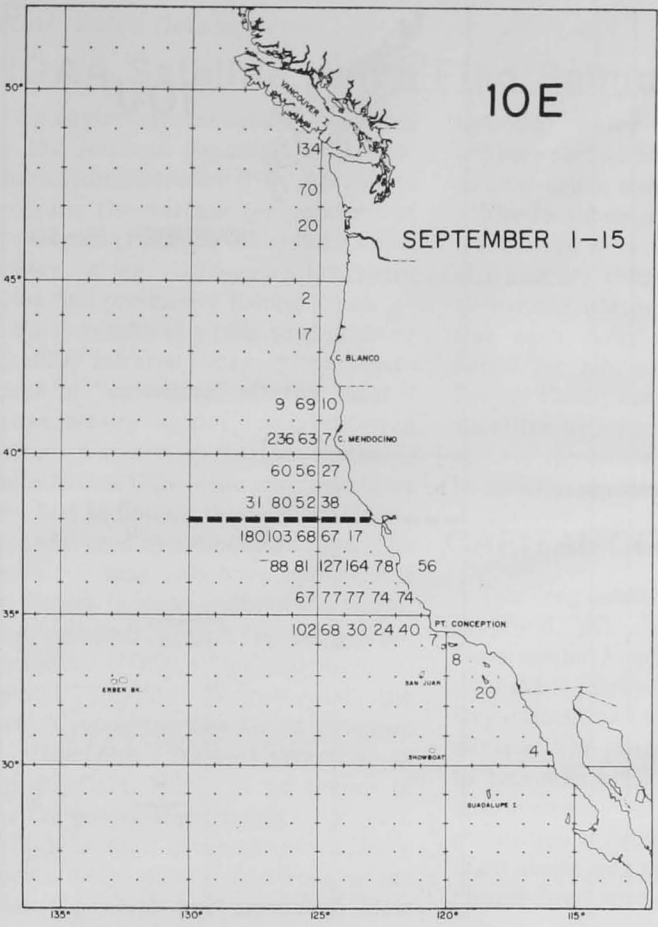 10E
50°
VANCOUVER
134
70
20
SEPTEMBER 1-15
45°
2
17
C. BLANCO
9 69 10
236 63 7 C. MENDOCINO
40°
60 56 27
31 80 52 38
180 103 68 67 17
88 81 127 164 78 56
67 77 77 74 74
35°
PT. CONCEPTION
102 68 30 24 40 7
8
ERBEN BK.
SAN JUAN
20
SHOWBOAT
4
30°
GUADALUPE I.
135° 130° 125° 120° 115°